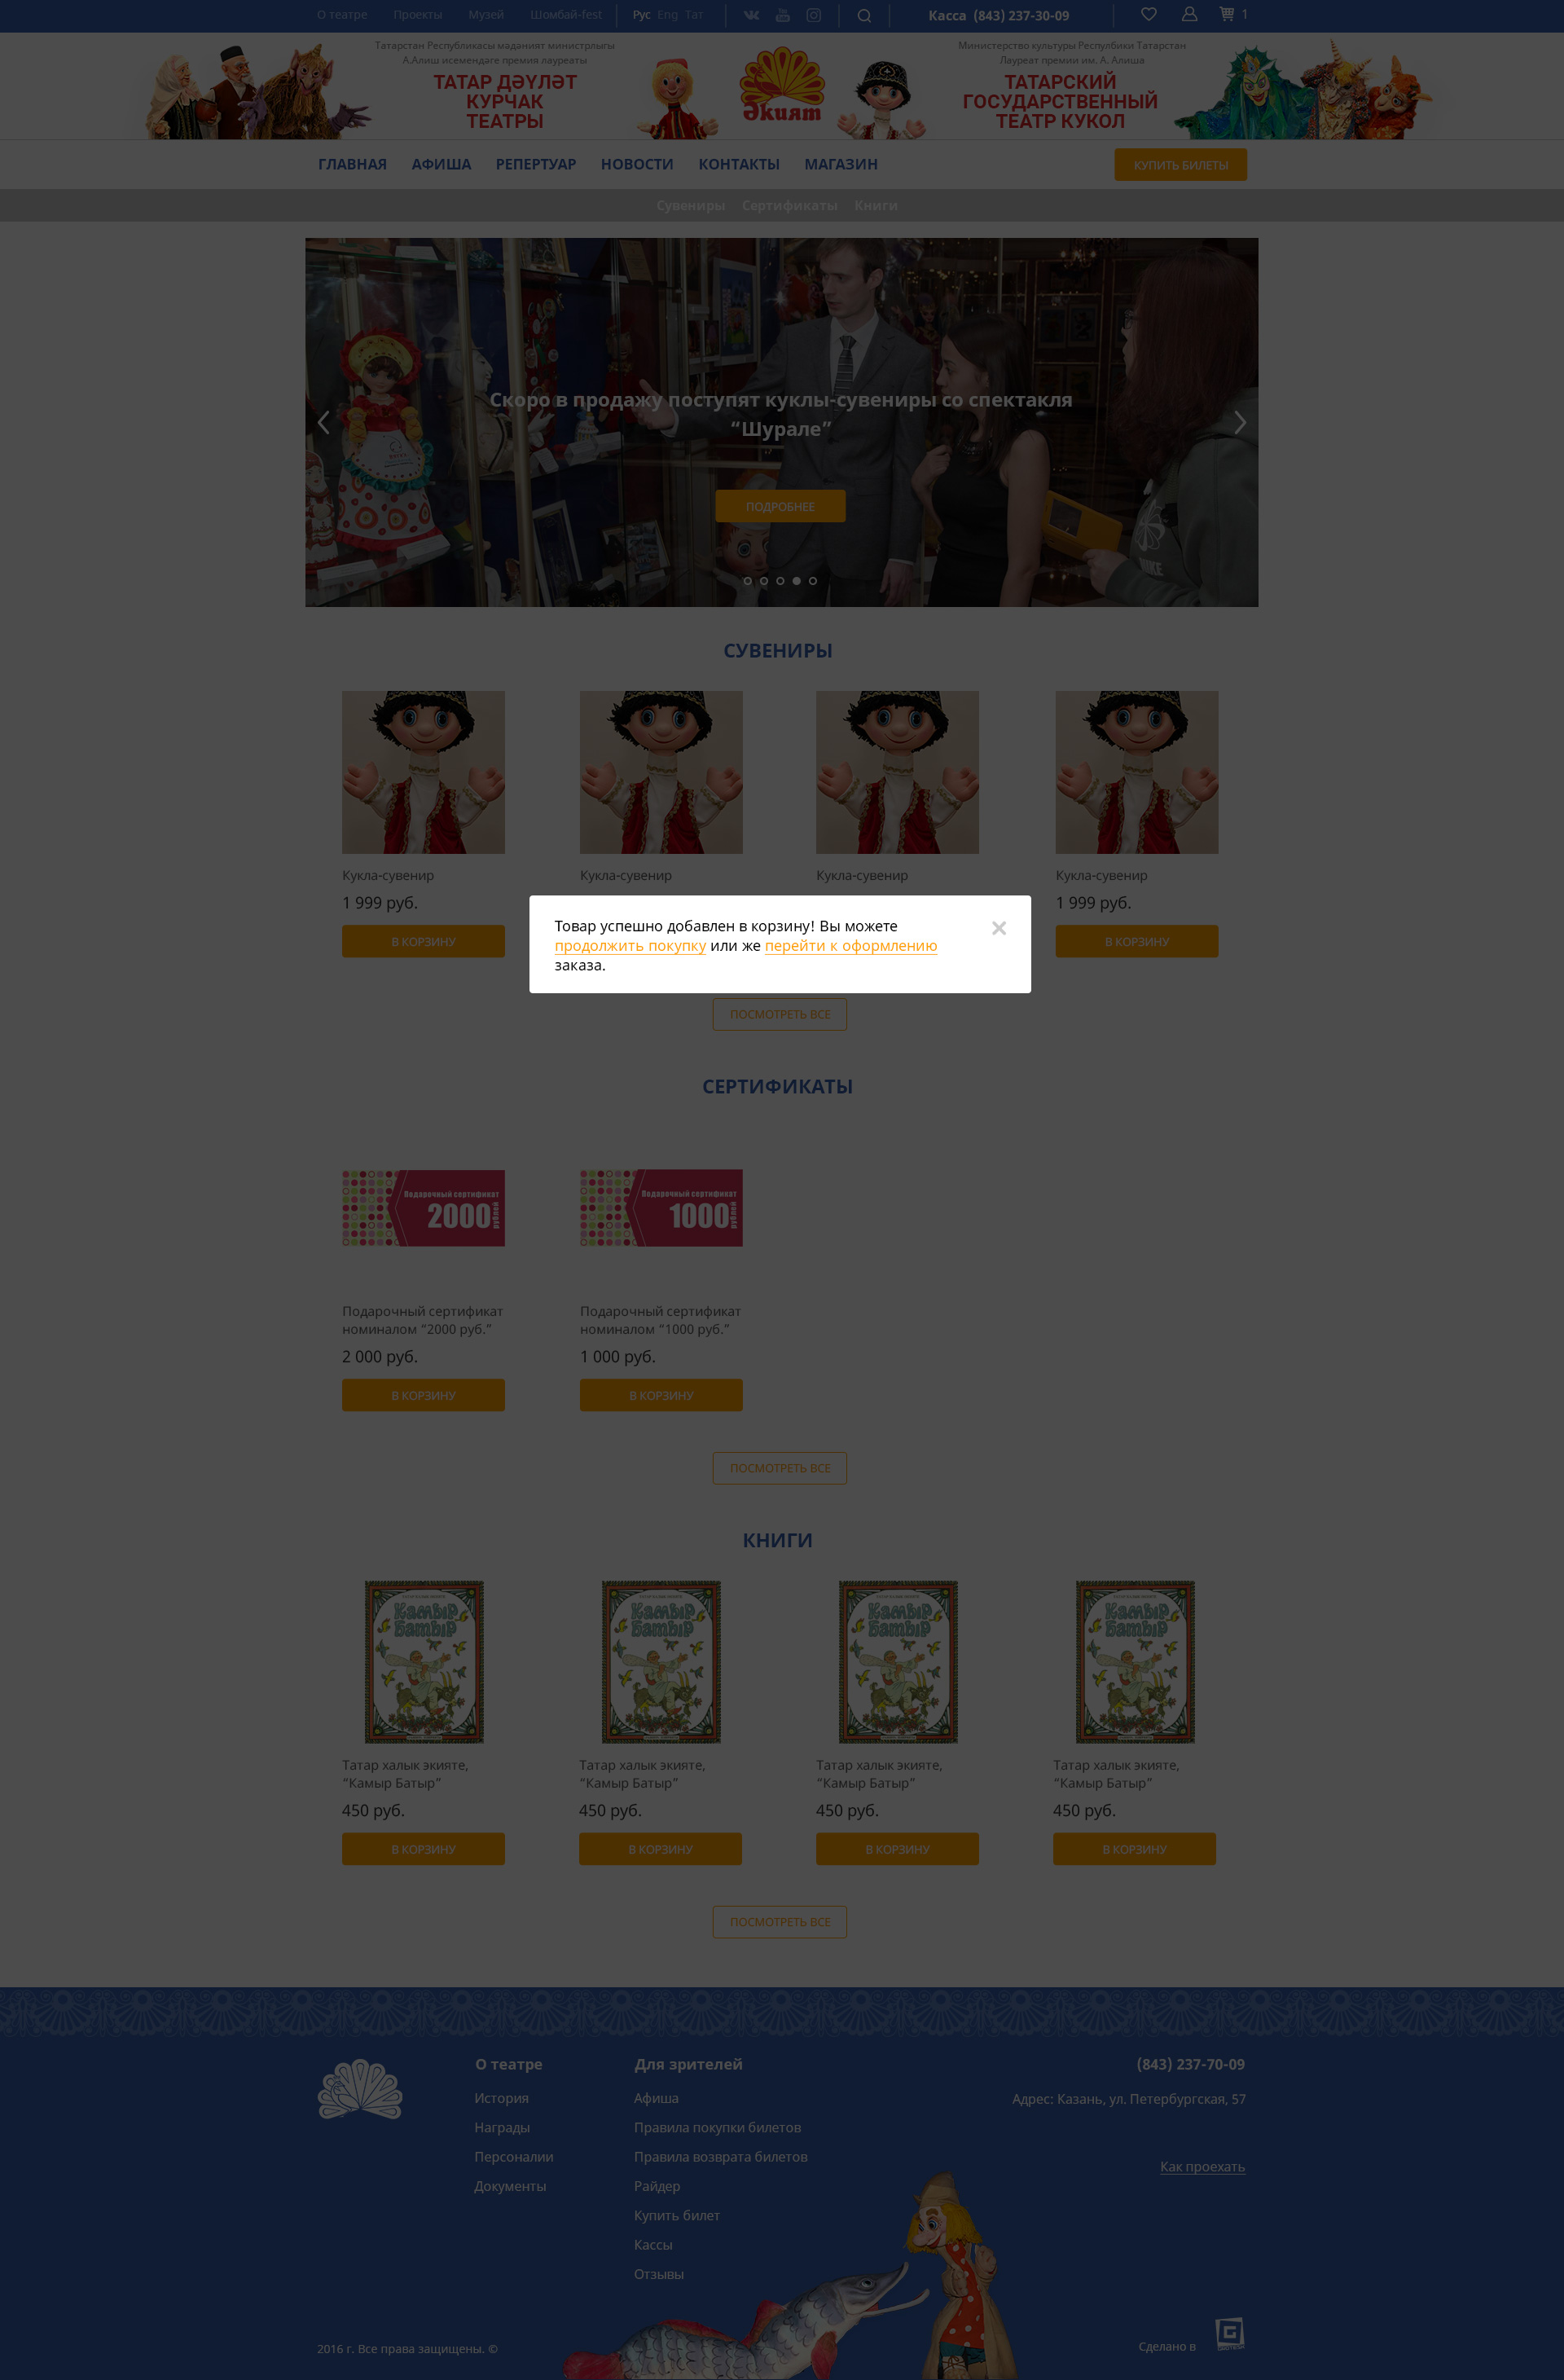 О театре Проекты Музей Шомбай-fest Рус Eng Тат Касса (843) 237-30-09 1
Татарстан Республикасы мәдәният министрлыгы
А.Алиш исемендәге премия лауреаты
ТАТАР ДӘҮЛӘТ
КУРЧАК
ТЕАТРЫ
Әкият
Министерство культуры Респулбики Татарстан
Лауреат премии им. А. Алиша
ТАТАРСКИЙ
ГОСУДАРСТВЕННЫЙ
ТЕАТР КУКОЛ
ГЛАВНАЯ АФИША РЕПЕРТУАР НОВОСТИ КОНТАКТЫ МАГАЗИН КУПИТЬ БИЛЕТЫ
Сувениры Сертификаты Книги
Скоро в продажу поступят куклы-сувениры со спектакля
“Шурале”
ПОДРОБНЕЕ
NIKE
СУВЕНИРЫ
Кукла-сувенир Кукла-сувенир Кукла-сувенир Кукла-сувенир
1 999 руб. 1 999 руб.
В КОРЗИНУ В КОРЗИНУ
Товар успешно добавлен в корзину! Вы можете
продолжить покупку или же перейти к оформлению
заказа.
ПОСМОТРЕТЬ ВСЕ
СЕРТИФИКАТЫ
Подарочный сертификат
2000 рублей
Подарочный сертификат
1000 рублей
Подарочный сертификат Подарочный сертификат
номиналом “2000 руб.” номиналом “1000 руб.”
2 000 руб. 1 000 руб.
В КОРЗИНУ В КОРЗИНУ
ПОСМОТРЕТЬ ВСЕ
КНИГИ
Камыр Камыр Камыр Камыр
Батыр Батыр Батыр Батыр
Татар халык экияте, Татар халык экияте, Татар халык экияте, Татар халык экияте,
“Камыр Батыр” “Камыр Батыр” “Камыр Батыр” “Камыр Батыр”
450 руб. 450 руб. 450 руб. 450 руб.
В КОРЗИНУ В КОРЗИНУ В КОРЗИНУ В КОРЗИНУ
ПОСМОТРЕТЬ ВСЕ
О театре
История
Награды
Персоналии
Документы
Для зрителей
Афиша
Правила покупки билетов
Правила возврата билетов
Райдер
Купить билет
Кассы
Отзывы
(843) 237-70-09
Адрес: Казань, ул. Петербургская, 57
Как проехать
2016 г. Все права защищены. ©
Сделано в